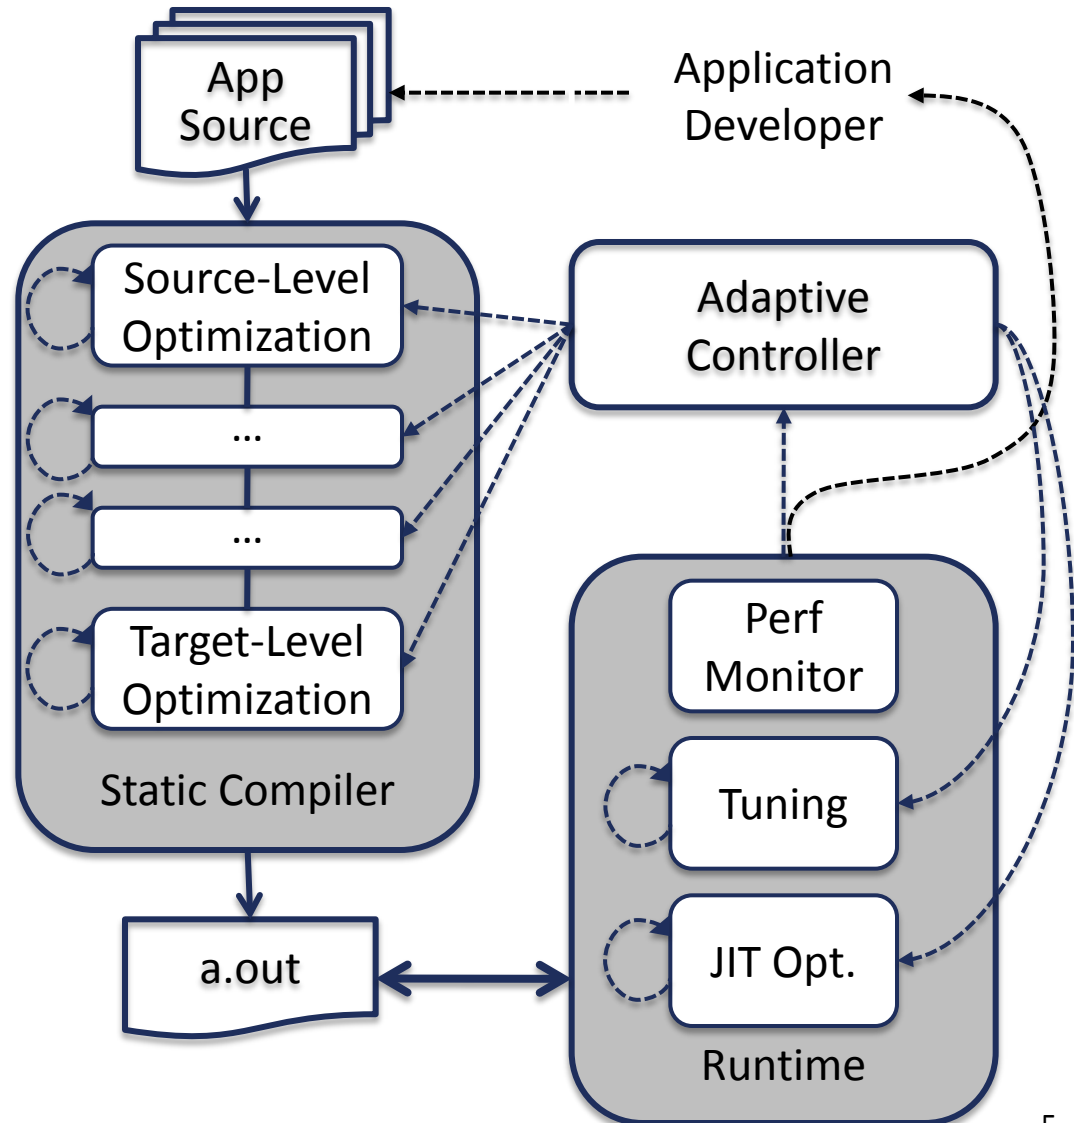 App
Source
Application
Developer
Source-Level
Optimization
...
...
Target-Level
Optimization
Static Compiler
a.out
Adaptive
Controller
Perf
Monitor
Tuning
JIT Opt.
Runtime